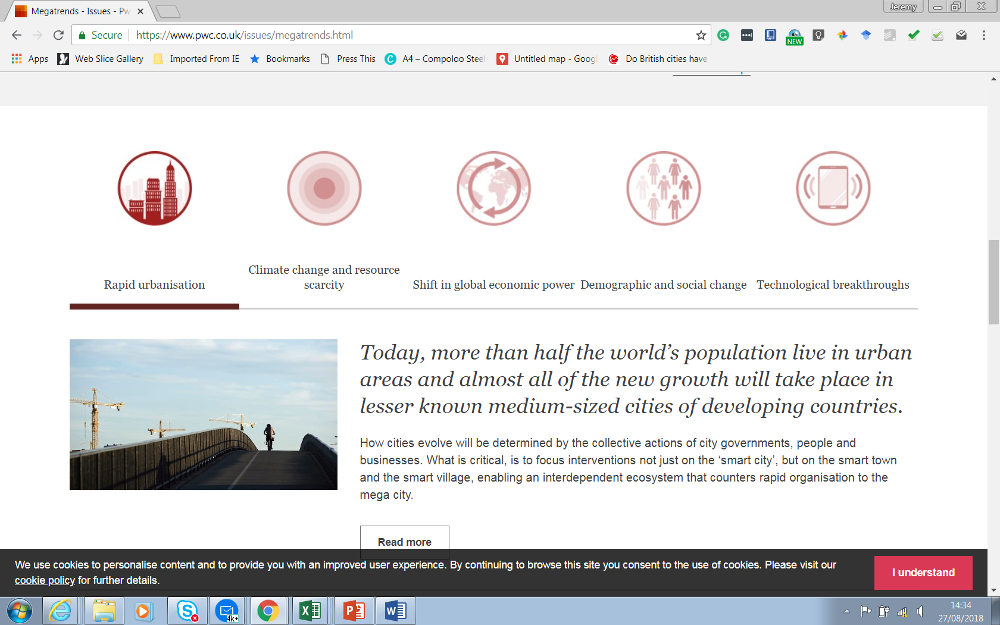 Megatrends - Issues - Pw
Jeremy
Secure
https://www.pwc.co.uk/issues/megatrends.html
NEW
Apps
Web Slice Gallery
Imported From IE
Bookmarks
Press This
A4 – Compoloo Steel
Untitled map - Googl
Do British cities have
Rapid urbanisation
Climate change and resource
scarcity
Shift in global economic power
Demographic and social change
Technological breakthroughs
Today, more than half the world’s population live in urban
areas and almost all of the new growth will take place in
lesser known medium-sized cities of developing countries.
How cities evolve will be determined by the collective actions of city governments, people and
businesses. What is critical, is to focus interventions not just on the ‘smart city’, but on the smart town
and the smart village, enabling an interdependent ecosystem that counters rapid organisation to the
mega city.
Read more
We use cookies to personalise content and to provide you with an improved user experience. By continuing to browse this site you consent to the use of cookies. Please visit our
cookie policy for further details.
I understand
4k+
14:34
27/08/2018